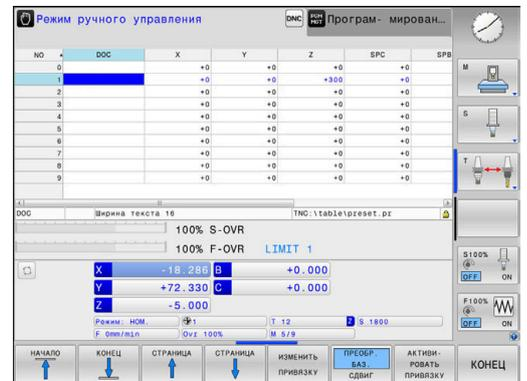 Режим ручного управления
DNC
PGM MGT
Програм- мирован...
NO DOC X Y Z SPC SPB
0 +0 +0 +0 +0
1 +0 +0 +300 +0
2 +0 +0 +0 +0
3 +0 +0 +0 +0
4 +0 +0 +0 +0
5 +0 +0 +0 +0
6 +0 +0 +0 +0
7 +0 +0 +0 +0
8 +0 +0 +0 +0
9 +0 +0 +0 +0
DOC Ширина текста 16 TNC:\table\preset.pr
100% S-OVR
100% F-OVR LIMIT 1
X -18.286 B +0.000
Y +72.330 C +0.000
Z -5.000
Режим: НОМ. 1 T 12 Z S 1800
F 0mm/min Ovr 100% M 5/9
M
S
T
S100%
OFF ON
F100%
OFF ON
НАЧАЛО
КОНЕЦ
СТРАНИЦА
СТРАНИЦА
ИЗМЕНИТЬ
ПРИВЯЗКУ
ПРЕОБР.
БАЗ.
СДВИГ
АКТИВИ-
РОВАТЬ
ПРИВЯЗКУ
КОНЕЦ